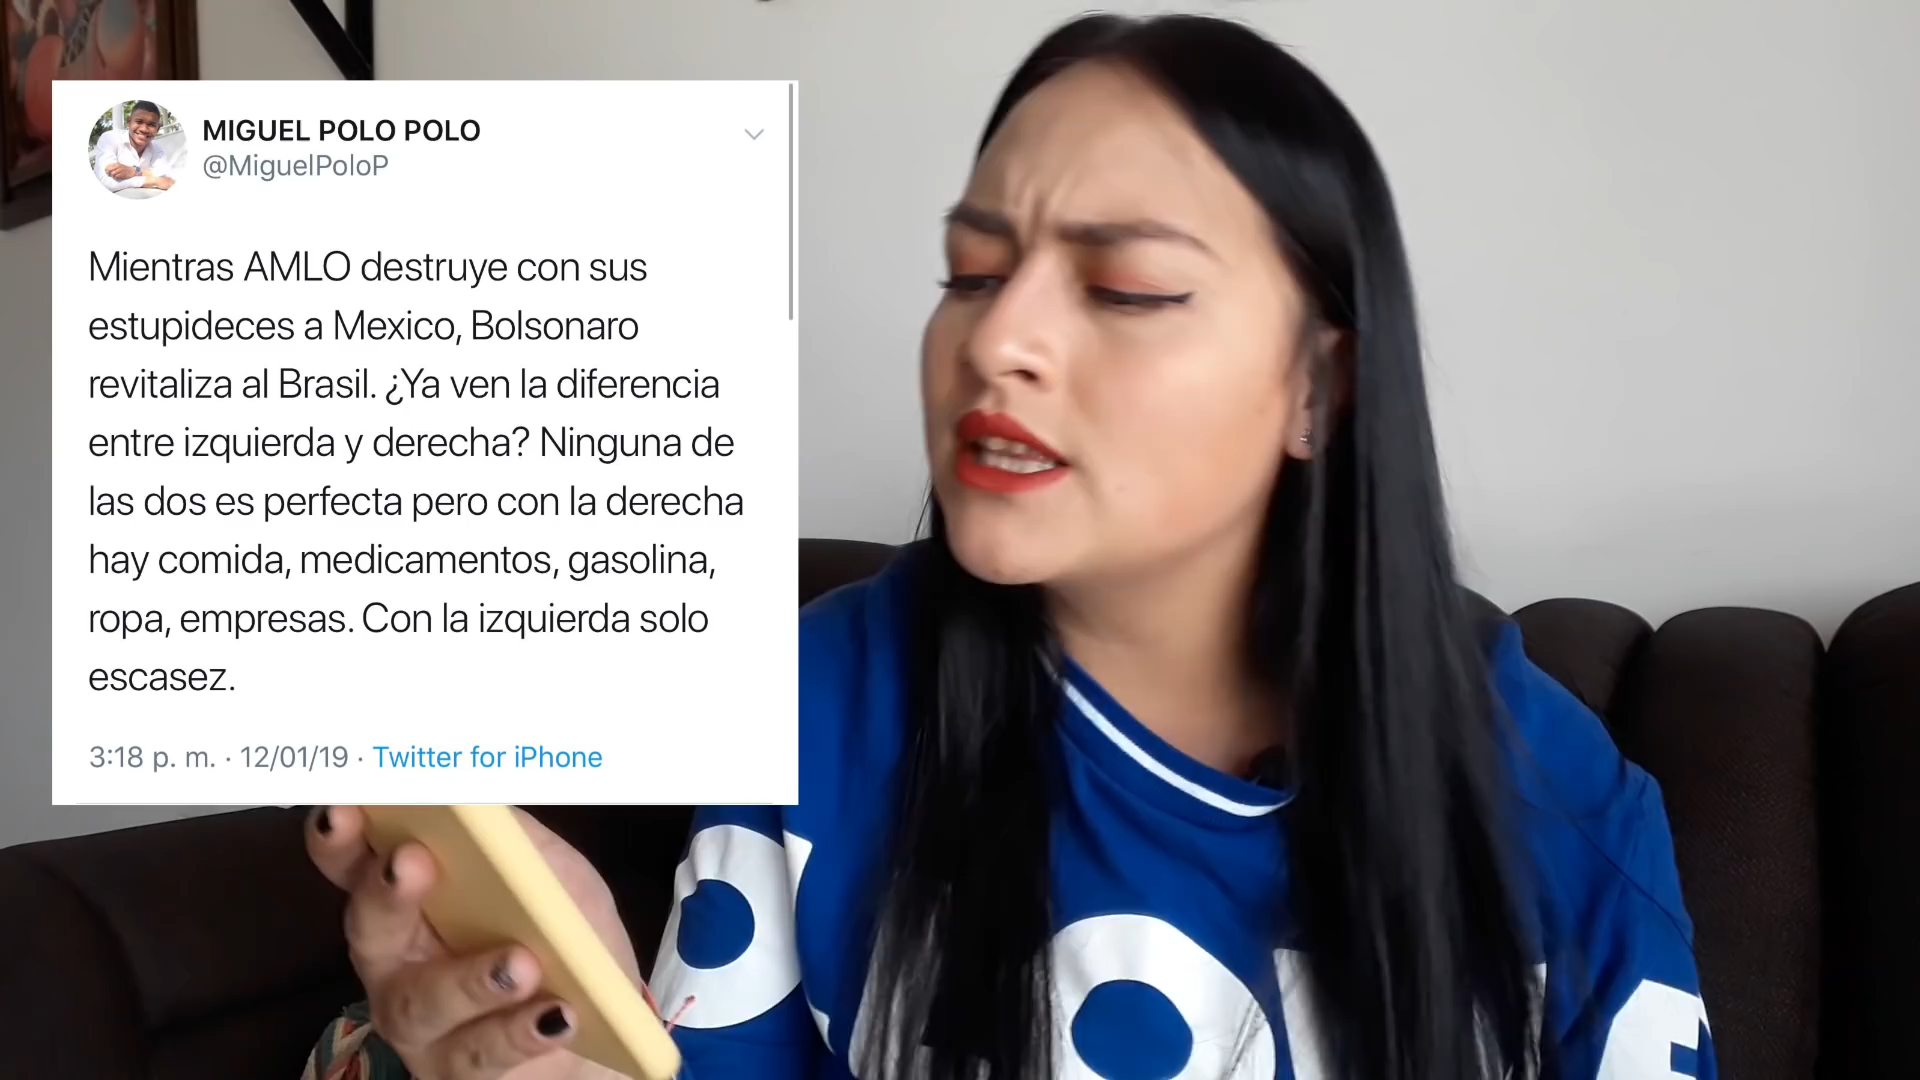 MIGUEL POLO POLO
@MiguelPoloP
Mientras AMLO destruye con sus
estupideces a Mexico, Bolsonaro
revitaliza al Brasil. ¿Ya ven la diferencia
entre izquierda y derecha? Ninguna de
las dos es perfecta pero con la derecha
hay comida, medicamentos, gasolina,
ropa, empresas. Con la izquierda solo
escasez.
3:18 p. m. · 12/01/19 · Twitter for iPhone